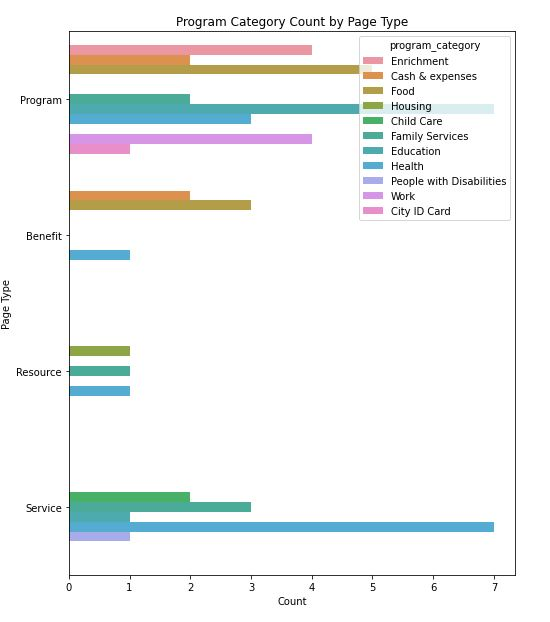 Program Category Count by Page Type
program_category
Enrichment
Cash & expenses
Food
Housing
Child Care
Family Services
Education
Health
People with Disabilities
Work
City ID Card
Page Type
Program
Benefit
Resource
Service
0 1 2 3 4 5 6 7
Count